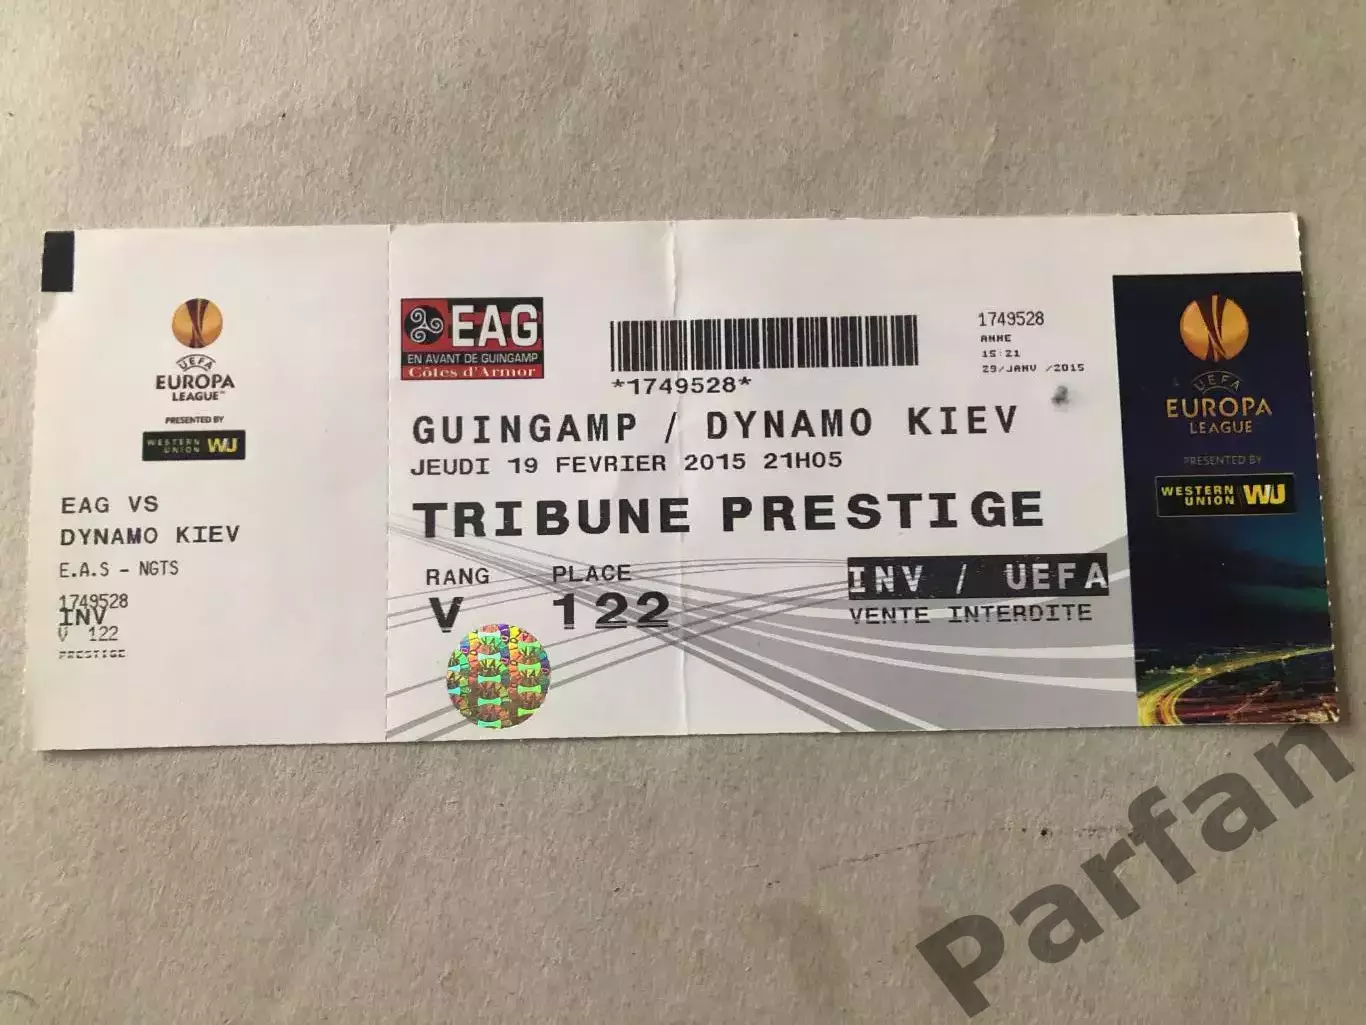 UEFA
EUROPA
LEAGUE™
PRESENTED BY
WESTERN
UNION WU
EAG VS
DYNAMO KIEV
E.A.S - NGTS
1749528
INV
V 122
PRESTIGE
EAG
EN AVANT DE GUINGAMP
Côtes d'Armor
*1749528*
1749528
ANNE
15:21
29/JANV /2015
GUINGAMP / DYNAMO KIEV
JEUDI 19 FEVRIER 2015 21H05
TRIBUNE PRESTIGE
RANG PLACE
V 122
INV / UEFA
VENTE INTERDITE
UEFA
EUROPA
LEAGUE
PRESENTED BY
WESTERN
UNION WU
Parfan